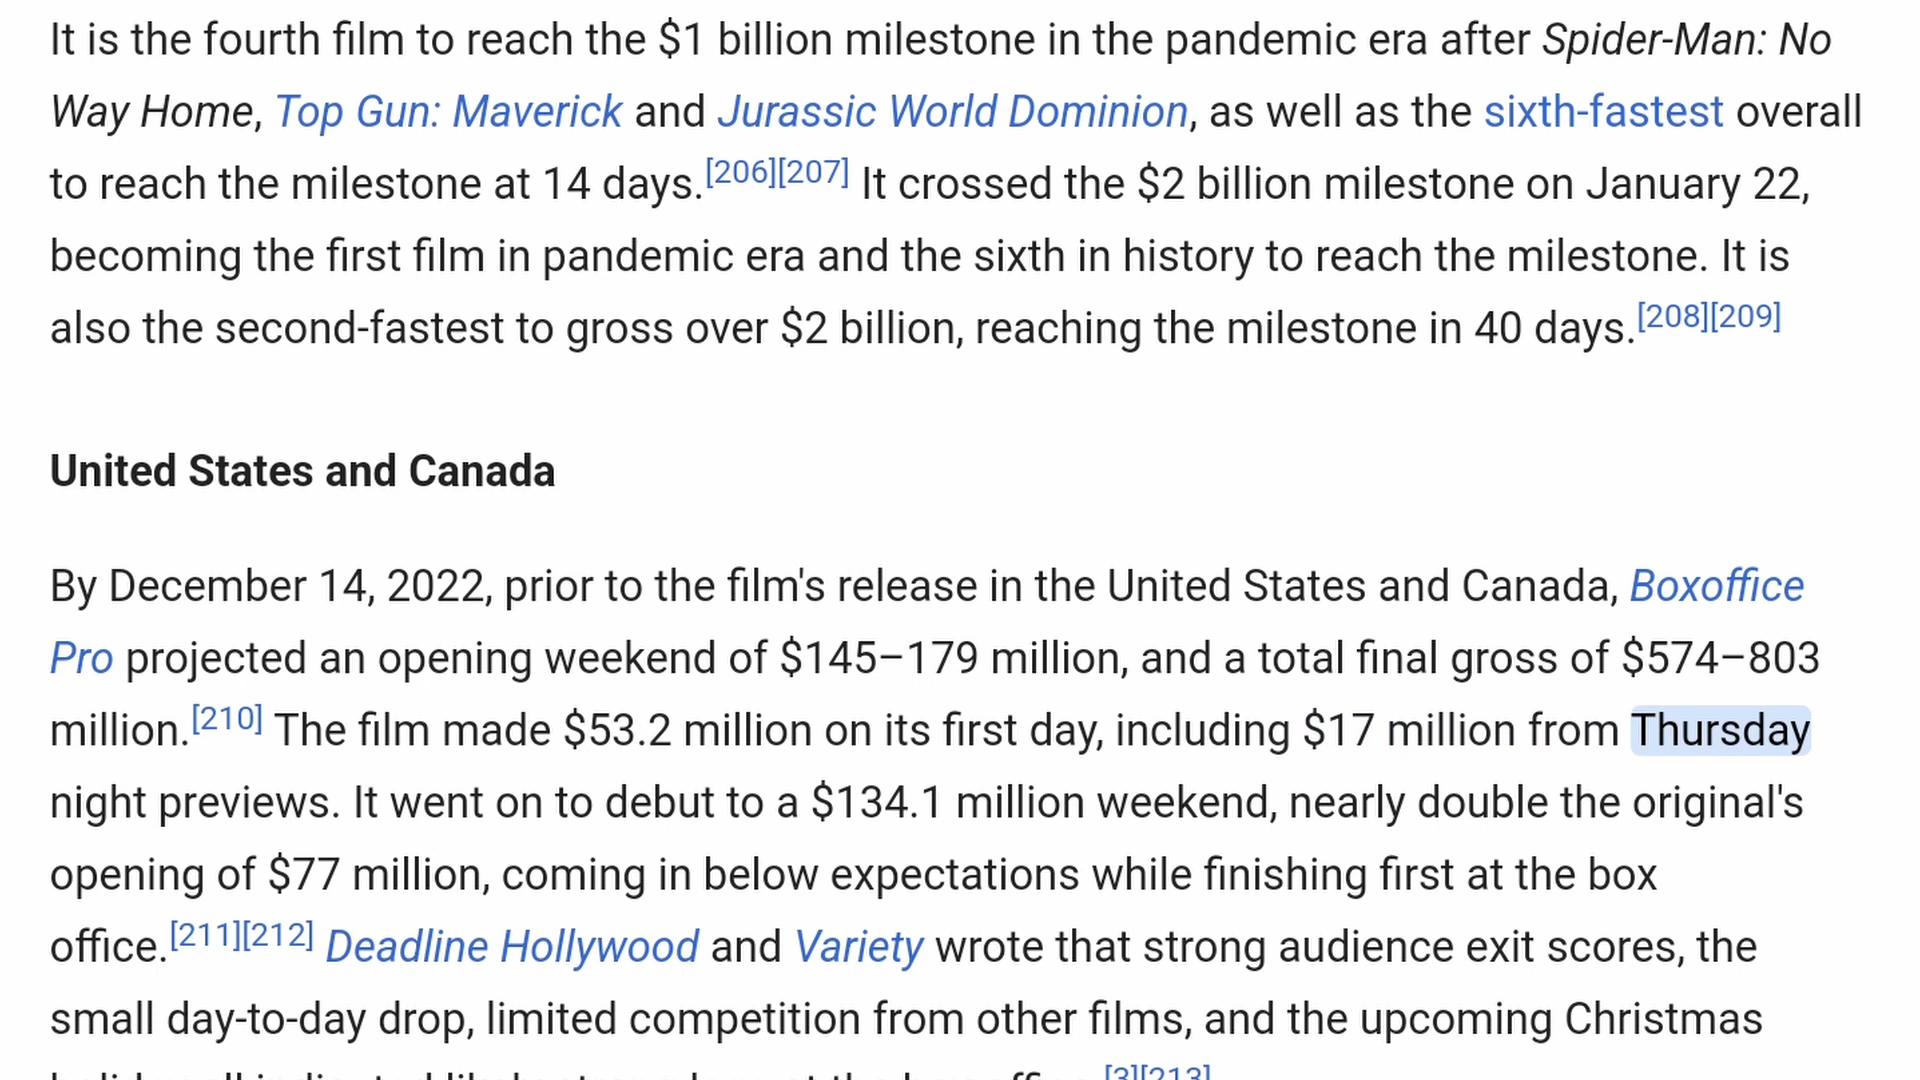 It is the fourth film to reach the $1 billion milestone in the pandemic era after Spider-Man: No
Way Home, Top Gun: Maverick and Jurassic World Dominion, as well as the sixth-fastest overall
to reach the milestone at 14 days.[206][207] It crossed the $2 billion milestone on January 22,
becoming the first film in pandemic era and the sixth in history to reach the milestone. It is
also the second-fastest to gross over $2 billion, reaching the milestone in 40 days.[208][209]
United States and Canada
By December 14, 2022, prior to the film's release in the United States and Canada, Boxoffice
Pro projected an opening weekend of $145–179 million, and a total final gross of $574–803
million.[210] The film made $53.2 million on its first day, including $17 million from Thursday
night previews. It went on to debut to a $134.1 million weekend, nearly double the original's
opening of $77 million, coming in below expectations while finishing first at the box
office.[211][212] Deadline Hollywood and Variety wrote that strong audience exit scores, the
small day-to-day drop, limited competition from other films, and the upcoming Christmas
[3][213]